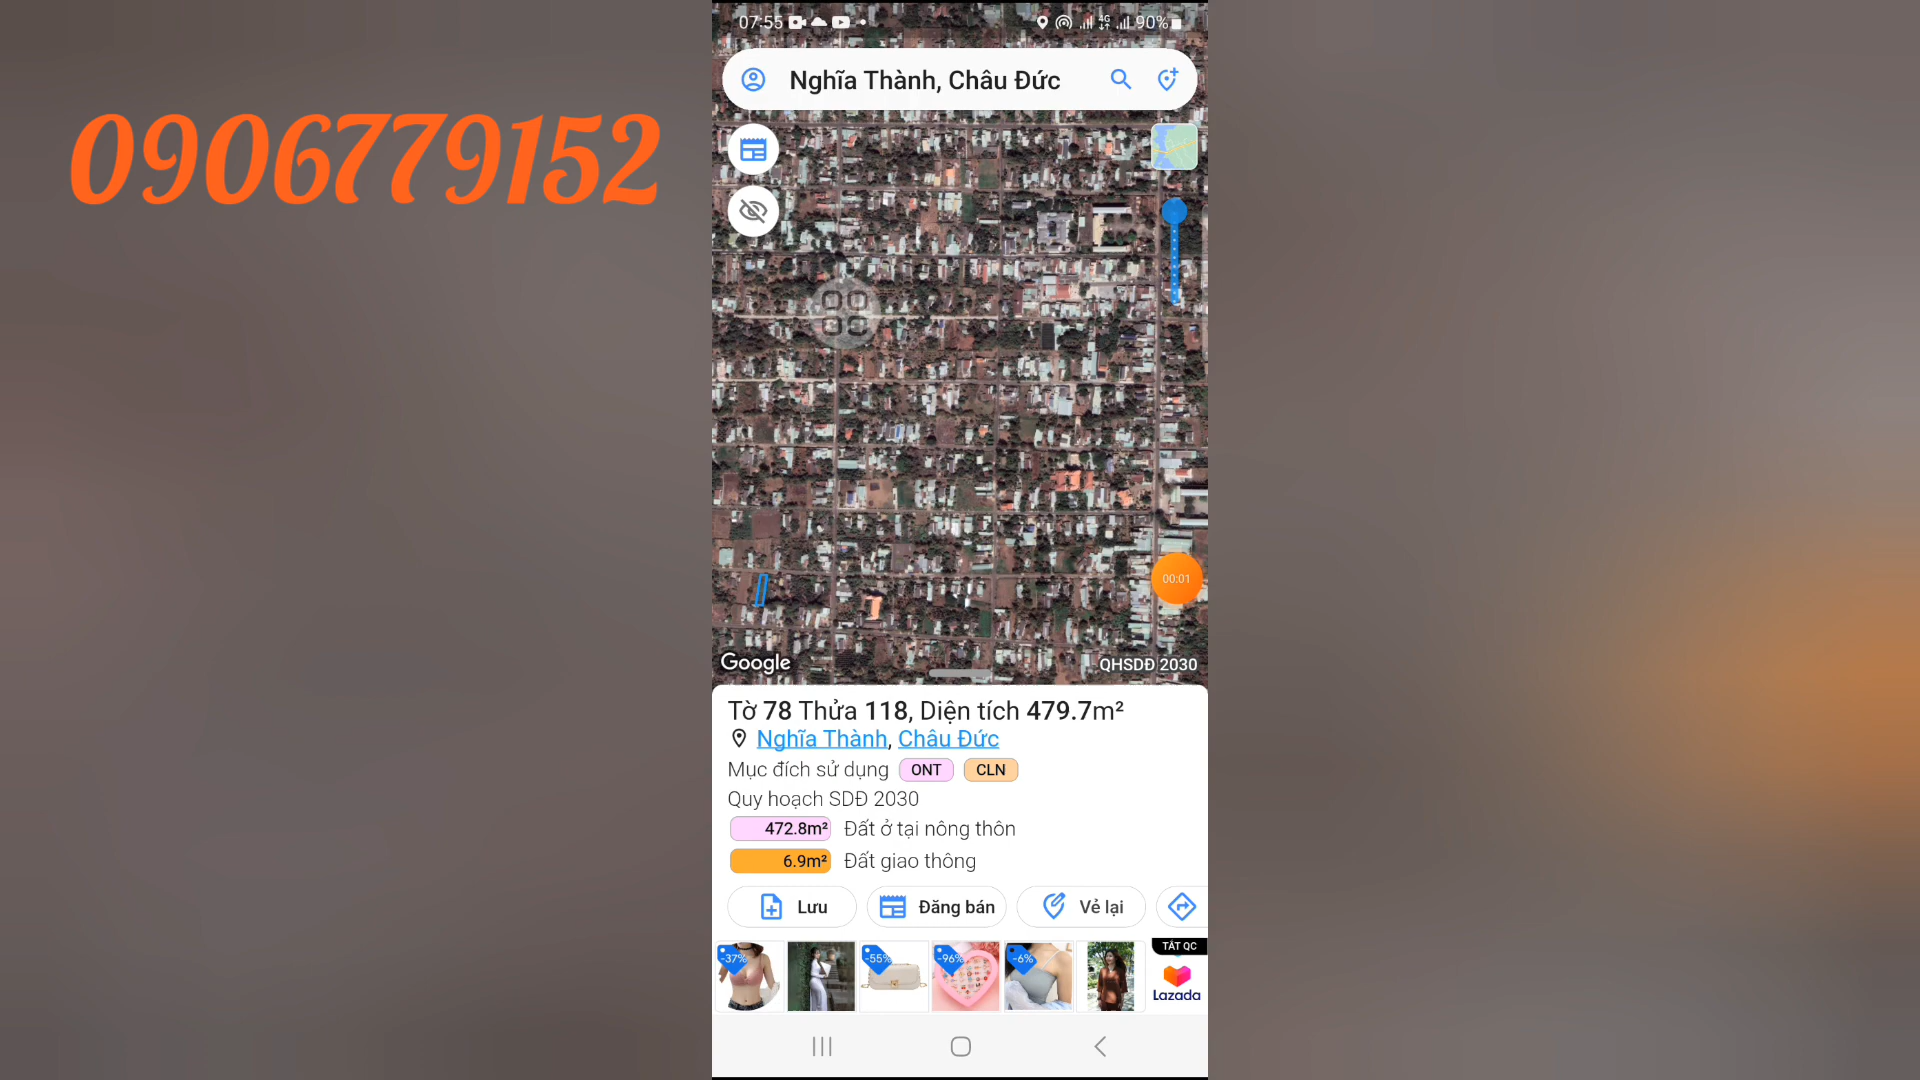 0906779152
07:55
4G
90%
Nghĩa Thành, Châu Đức
00:01
Google
QHSDĐ 2030
Tờ 78 Thửa 118, Diện tích 479.7m²
Nghĩa Thành, Châu Đức
Mục đích sử dụng ONT CLN
Quy hoạch SDĐ 2030
472.8m² Đất ở tại nông thôn
6.9m² Đất giao thông
Lưu
Đăng bán
Vẻ lại
-37%
-55%
-96%
-6%
TẮT QC
Lazada